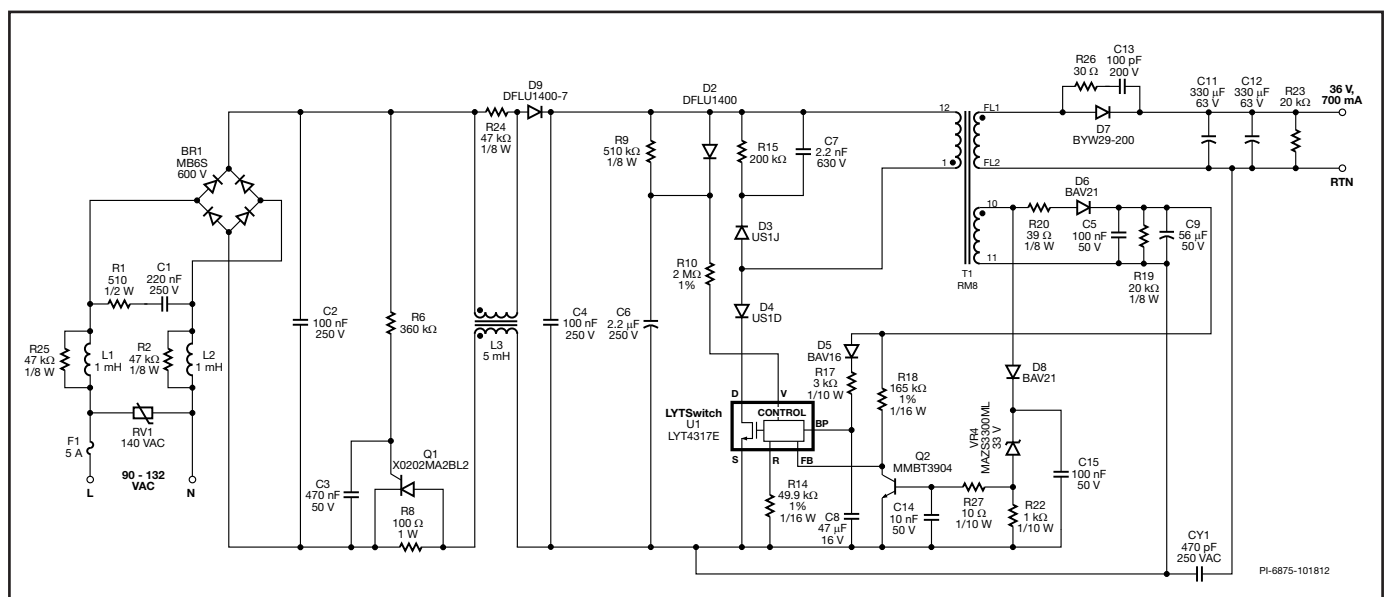 BR1
MB6S
600 V
R1
510
1/2 W
C1
220 nF
250 V
R25
47 kΩ
1/8 W
L1
1 mH
R2
47 kΩ
1/8 W
L2
1 mH
RV1
140 VAC
F1
5 A
90 - 132
VAC
L
N
C2
100 nF
250 V
R6
360 kΩ
C3
470 nF
50 V
Q1
X0202MA2BL2
R8
100 Ω
1 W
L3
5 mH
R24
47 kΩ
1/8 W
D9
DFLU1400-7
C4
100 nF
250 V
R9
510 kΩ
1/8 W
C6
2.2 µF
250 V
D2
DFLU1400
R10
2 MΩ
1%
R15
200 kΩ
C7
2.2 nF
630 V
D3
US1J
D4
US1D
LYTSwitch
U1
LYT4317E
D
V
CONTROL
BP
S
R
FB
R14
49.9 kΩ
1%
1/16 W
D5
BAV16
R17
3 kΩ
1/10 W
C8
47 µF
16 V
R18
165 kΩ
1%
1/16 W
Q2
MMBT3904
C14
10 nF
50 V
R27
10 Ω
1/10 W
R22
1 kΩ
1/10 W
VR4
MAZS3300ML
33 V
D8
BAV21
C15
100 nF
50 V
12
1
FL1
FL2
10
11
T1
RM8
R20
39 Ω
1/8 W
D6
BAV21
C5
100 nF
50 V
R19
20 kΩ
1/8 W
C9
56 µF
50 V
R26
30 Ω
C13
100 pF
200 V
D7
BYW29-200
C11
330 µF
63 V
C12
330 µF
63 V
R23
20 kΩ
36 V,
700 mA
RTN
CY1
470 pF
250 VAC
PI-6875-101812